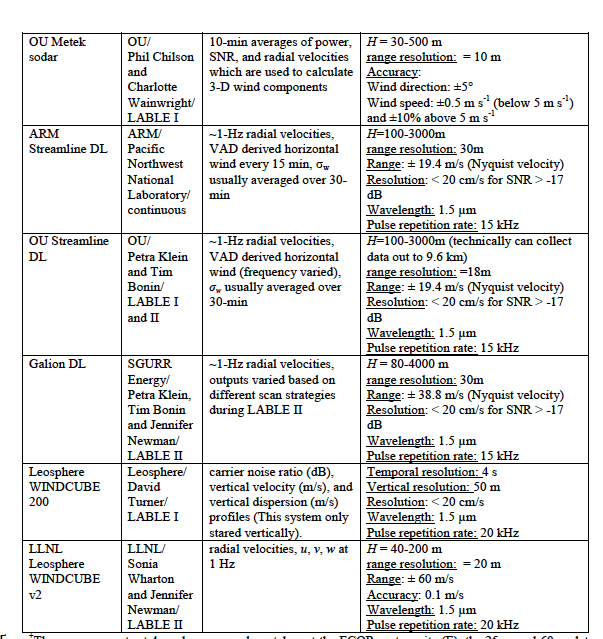 OU Metek
sodar
OU/
Phil Chilson
and
Charlotte
Wainwright/
LABLE I
10-min averages of power,
SNR, and radial velocities
which are used to calculate
3-D wind components
H = 30-500 m
range resolution: = 10 m
Accuracy:
Wind direction: ±5°
Wind speed: ±0.5 m s⁻¹ (below 5 m s⁻¹)
and ±10% above 5 m s⁻¹
ARM
Streamline DL
ARM/
Pacific
Northwest
National
Laboratory/
continuous
~1-Hz radial velocities,
VAD derived horizontal
wind every 15 min, σw
usually averaged over 30-
min
H=100-3000m
range resolution: 30m
Range: ± 19.4 m/s (Nyquist velocity)
Resolution: < 20 cm/s for SNR > -17
dB
Wavelength: 1.5 μm
Pulse repetition rate: 15 kHz
OU Streamline
DL
OU/
Petra Klein
and Tim
Bonin/
LABLE I
and II
~1-Hz radial velocities,
VAD derived horizontal
wind (frequency varied),
σw usually averaged over
30-min
H=100-3000m (technically can collect
data out to 9.6 km)
range resolution: =18m
Range: ± 19.4 m/s (Nyquist velocity)
Resolution: < 20 cm/s for SNR > -17
dB
Wavelength: 1.5 μm
Pulse repetition rate: 15 kHz
Galion DL
SGURR
Energy/
Petra Klein,
Tim Bonin
and Jennifer
Newman/
LABLE II
~1-Hz radial velocities,
outputs varied based on
different scan strategies
during LABLE II
H = 80-4000 m
range resolution: 30m
Range: ± 38.8 m/s (Nyquist velocity)
Resolution: < 20 cm/s for SNR > -17
dB
Wavelength: 1.5 μm
Pulse repetition rate: 15 kHz
Leosphere
WINDCUBE
200
Leosphere/
David
Turner/
LABLE I
carrier noise ratio (dB),
vertical velocity (m/s), and
vertical dispersion (m/s)
profiles (This system only
stared vertically).
Temporal resolution: 4 s
Vertical resolution: 50 m
Resolution: < 20 cm/s
Wavelength: 1.5 μm
Pulse repetition rate: 20 kHz
LLNL
Leosphere
WINDCUBE
v2
LLNL/
Sonia
Wharton
and Jennifer
Newman/
LABLE II
radial velocities, u, v, w at
1 Hz
H = 40-200 m
range resolution: = 20 m
Range: ± 60 m/s
Accuracy: 0.1 m/s
Wavelength: 1.5 μm
Pulse repetition rate: 20 kHz